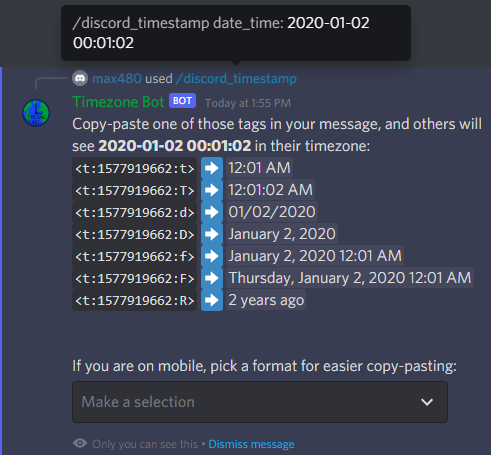 /discord_timestamp date_time: 2020-01-02
00:01:02
max480 used /discord_timestamp
Timezone Bot BOT Today at 1:55 PM
Copy-paste one of those tags in your message, and others will
see 2020-01-02 00:01:02 in their timezone:
<t:1577919662:t> ➡ 12:01 AM
<t:1577919662:T> ➡ 12:01:02 AM
<t:1577919662:d> ➡ 01/02/2020
<t:1577919662:D> ➡ January 2, 2020
<t:1577919662:f> ➡ January 2, 2020 12:01 AM
<t:1577919662:F> ➡ Thursday, January 2, 2020 12:01 AM
<t:1577919662:R> ➡ 2 years ago
If you are on mobile, pick a format for easier copy-pasting:
Make a selection
Only you can see this • Dismiss message